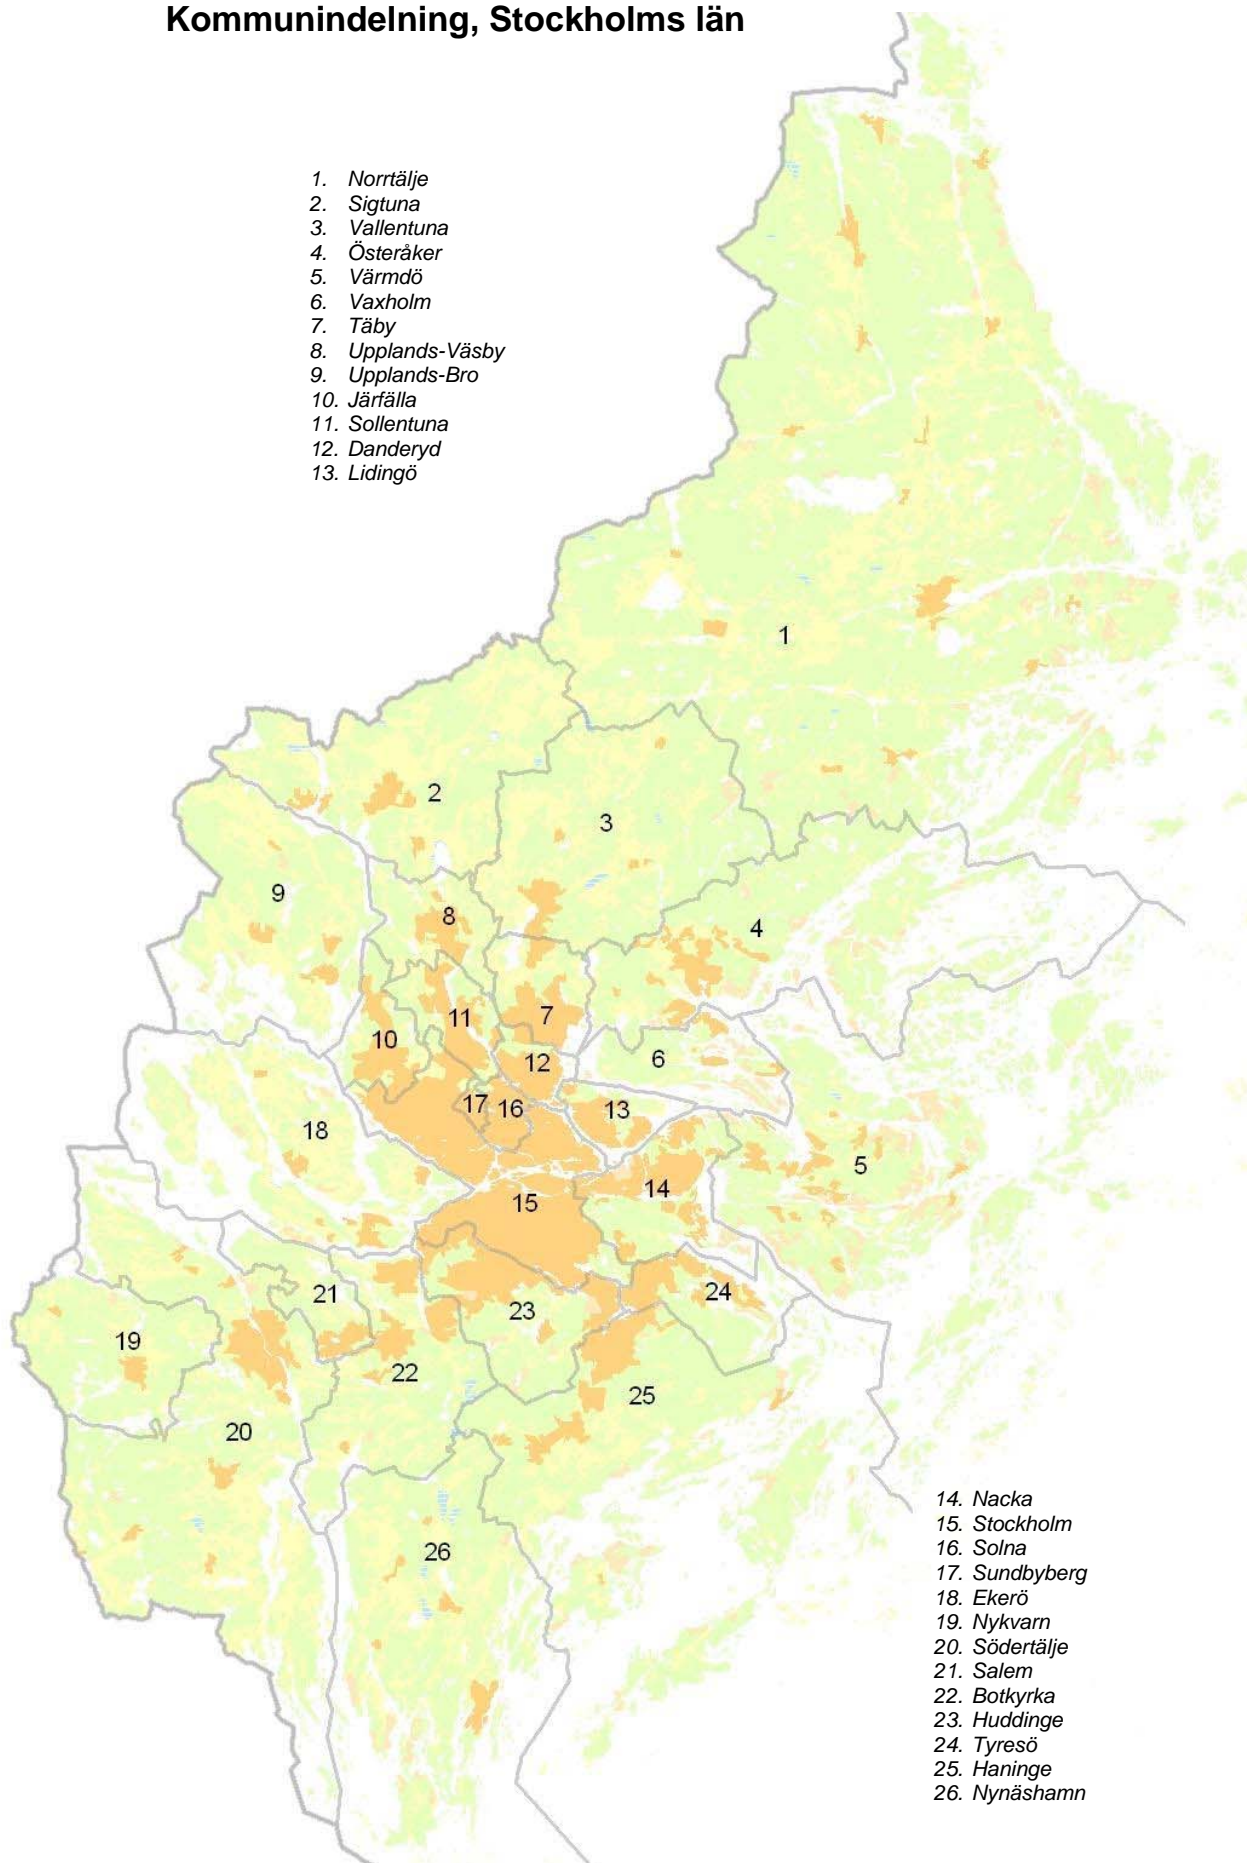 Kommunindelning, Stockholms län
1. Norrtälje
2. Sigtuna
3. Vallentuna
4. Österåker
5. Värmdö
6. Vaxholm
7. Täby
8. Upplands-Väsby
9. Upplands-Bro
10. Järfälla
11. Sollentuna
12. Danderyd
13. Lidingö
1
2
3
9
8
4
7
11
10
12
6
17
16
13
18
5
14
15
21
24
23
19
22
25
20
26
14. Nacka
15. Stockholm
16. Solna
17. Sundbyberg
18. Ekerö
19. Nykvarn
20. Södertälje
21. Salem
22. Botkyrka
23. Huddinge
24. Tyresö
25. Haninge
26. Nynäshamn